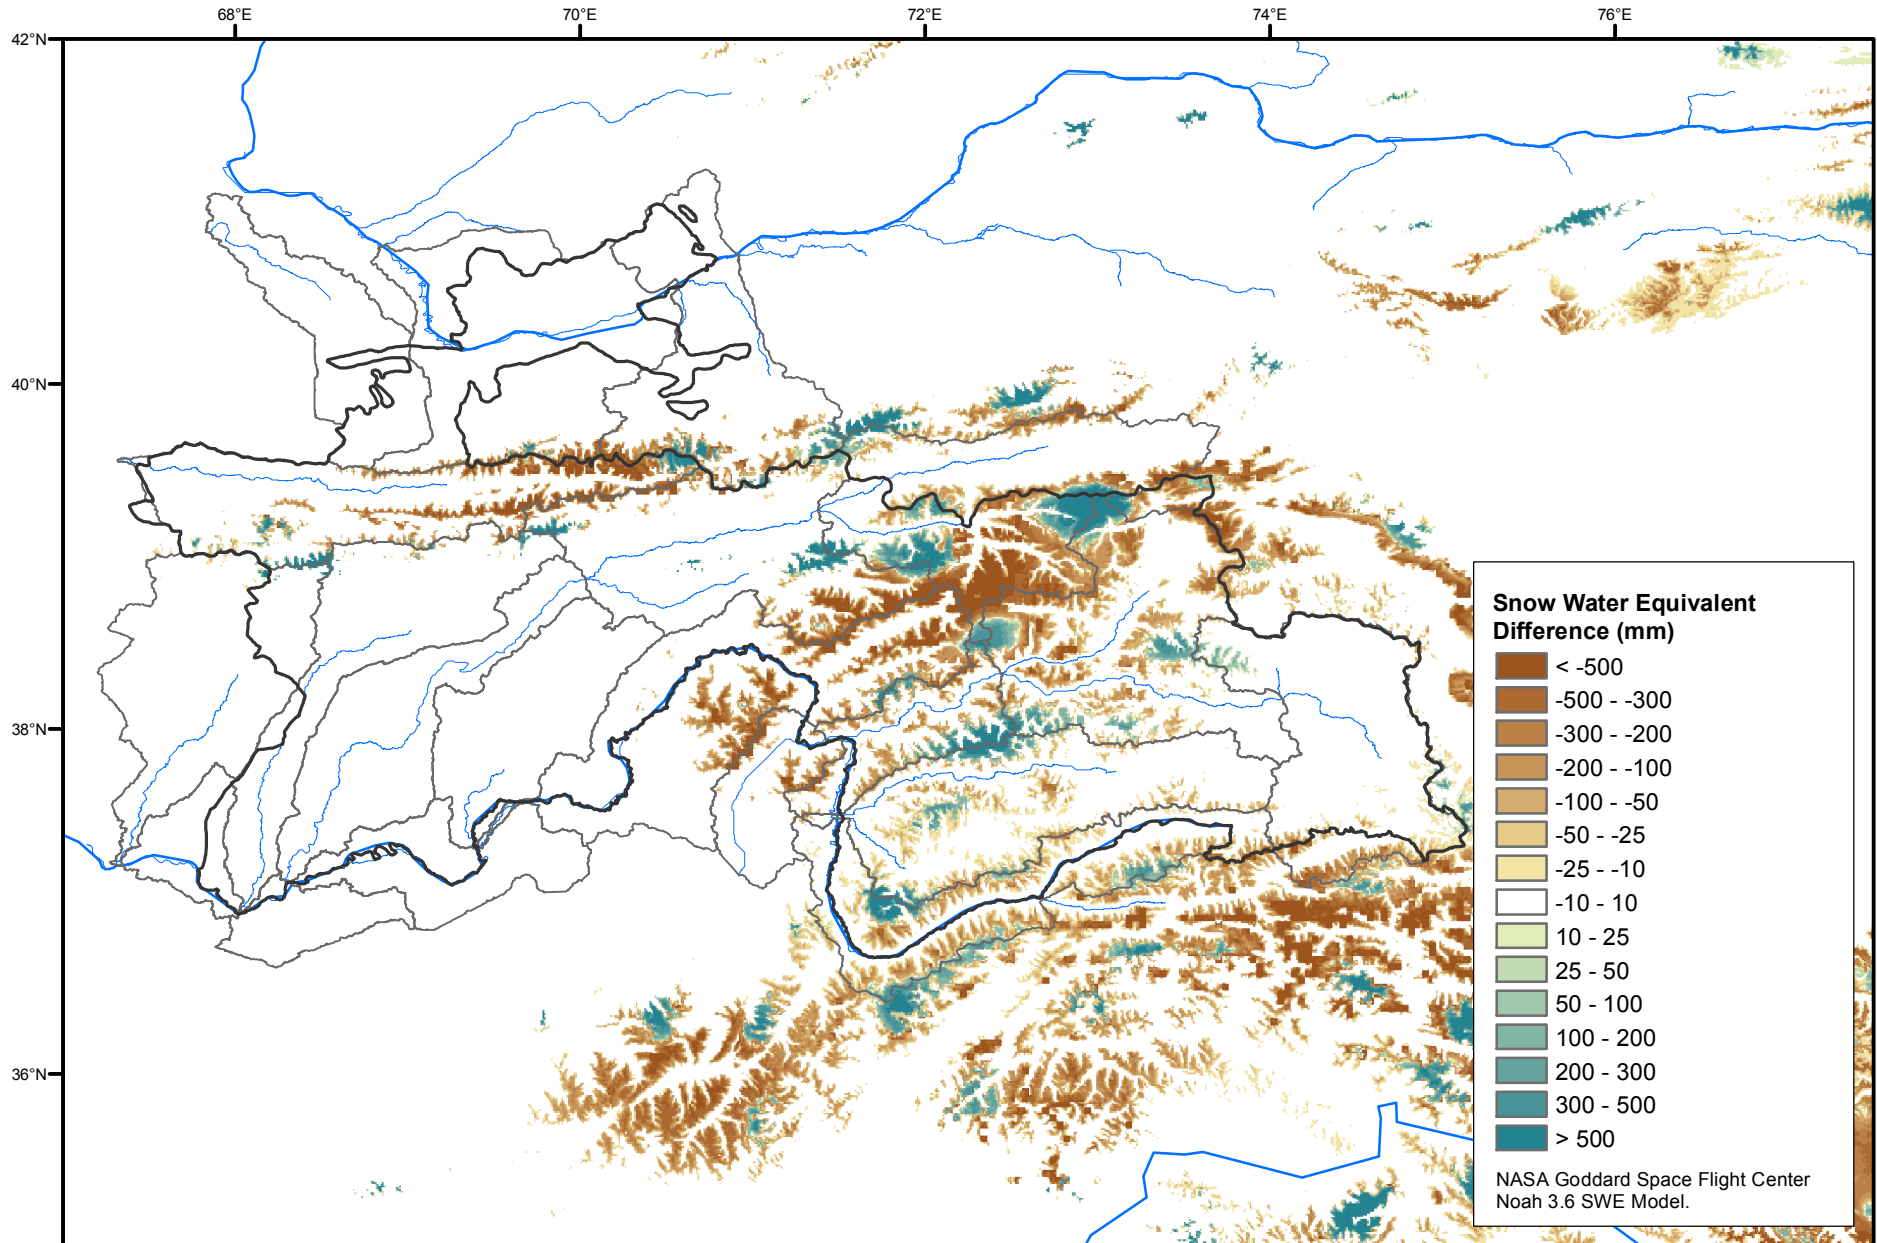 68°E 70°E 72°E 74°E 76°E
42°N
40°N
38°N
36°N
Snow Water Equivalent
Difference (mm)
< -500
-500 - -300
-300 - -200
-200 - -100
-100 - -50
-50 - -25
-25 - -10
-10 - 10
10 - 25
25 - 50
50 - 100
100 - 200
200 - 300
300 - 500
> 500
NASA Goddard Space Flight Center
Noah 3.6 SWE Model.